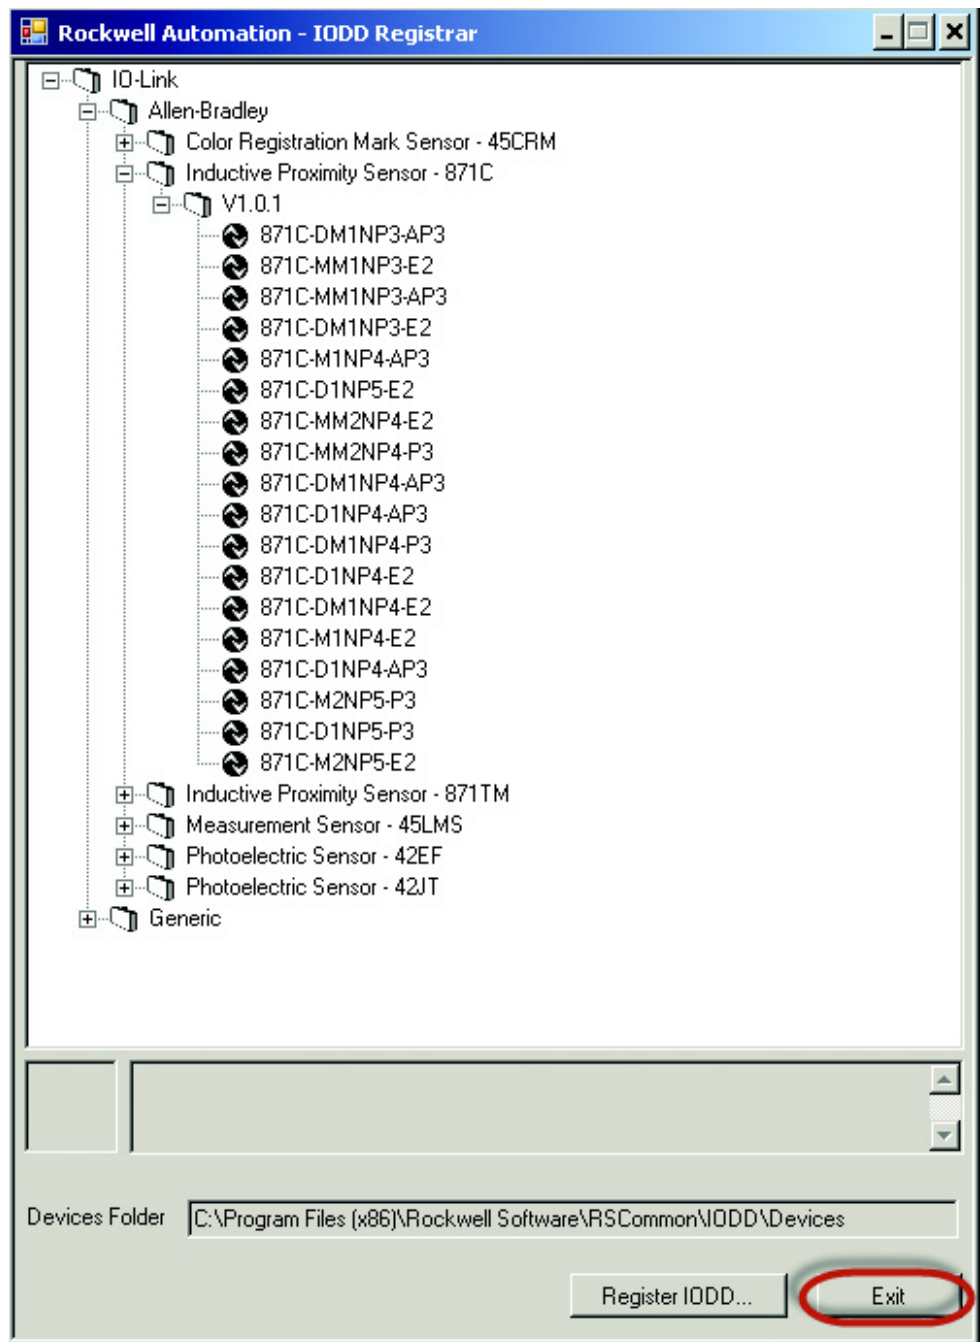 Rockwell Automation - IODD Registrar
IO-Link
Allen-Bradley
Color Registration Mark Sensor - 45CRM
Inductive Proximity Sensor - 871C
V1.0.1
871C-DM1NP3-AP3
871C-MM1NP3-E2
871C-MM1NP3-AP3
871C-DM1NP3-E2
871C-M1NP4-AP3
871C-D1NP5-E2
871C-MM2NP4-E2
871C-MM2NP4-P3
871C-DM1NP4-AP3
871C-D1NP4-AP3
871C-DM1NP4-P3
871C-D1NP4-E2
871C-DM1NP4-E2
871C-M1NP4-E2
871C-D1NP4-AP3
871C-M2NP5-P3
871C-D1NP5-P3
871C-M2NP5-E2
Inductive Proximity Sensor - 871TM
Measurement Sensor - 45LMS
Photoelectric Sensor - 42EF
Photoelectric Sensor - 42JT
Generic
Devices Folder C:\Program Files (x86)\Rockwell Software\RSCommon\IODD\Devices
Register IODD... Exit